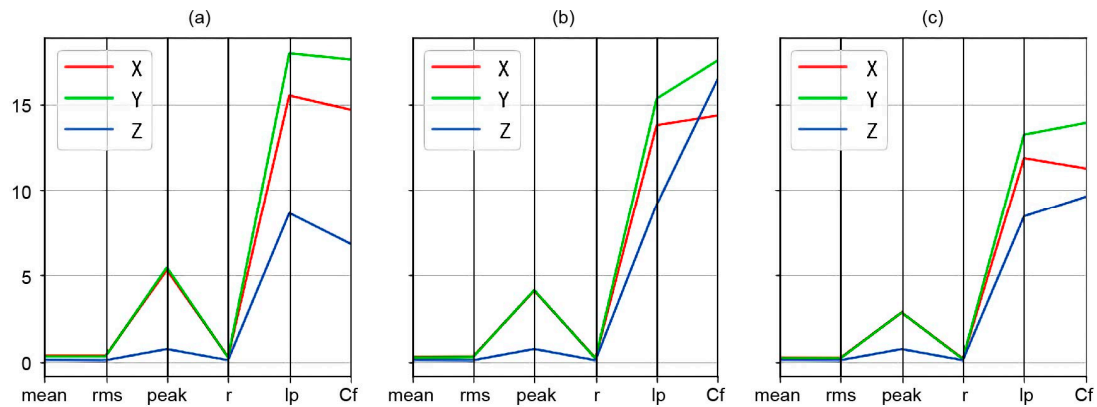 (a) (b) (c)
X X X
15 Y Y Y
Z Z Z
10
5
0
mean rms peak r lp Cf mean rms peak r lp Cf mean rms peak r lp Cf